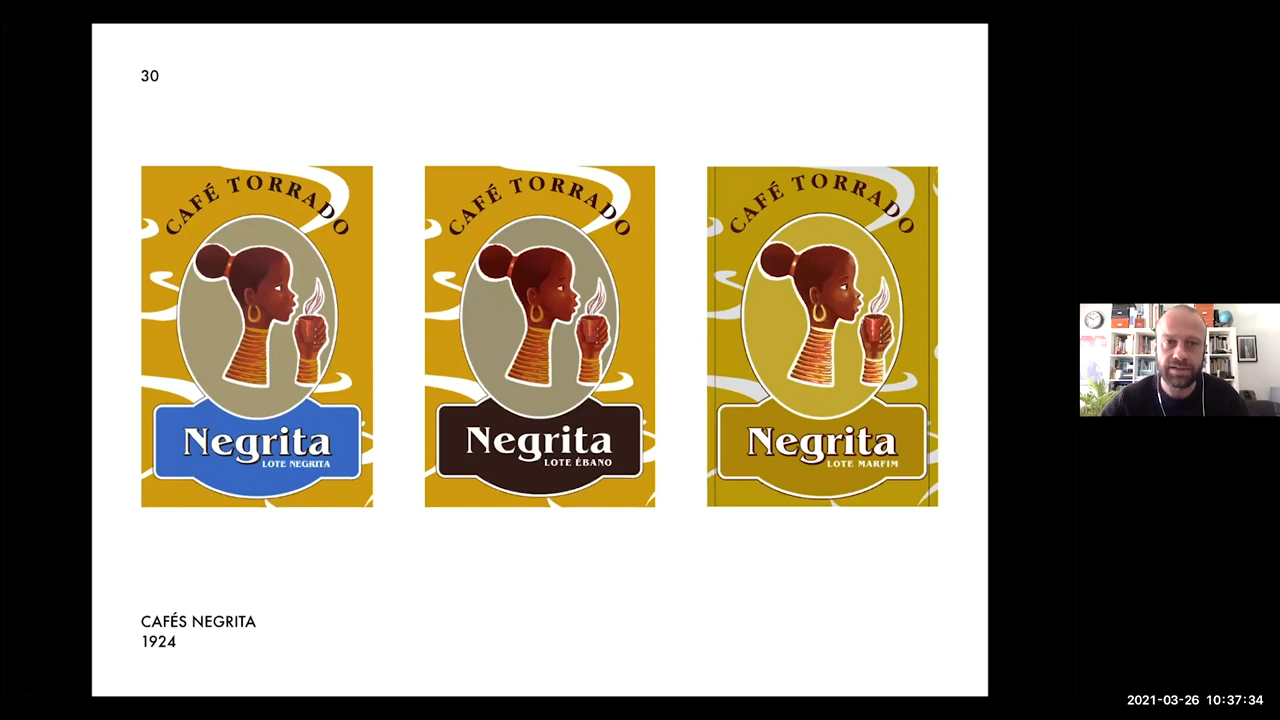 30
CAFÉ TORRADO
Negrita
LOTE NEGRITA
CAFÉ TORRADO
Negrita
LOTE ÉBANO
CAFÉ TORRADO
Negrita
LOTE MARFIM
CAFÉS NEGRITA
1924
2021-03-26 10:37:34